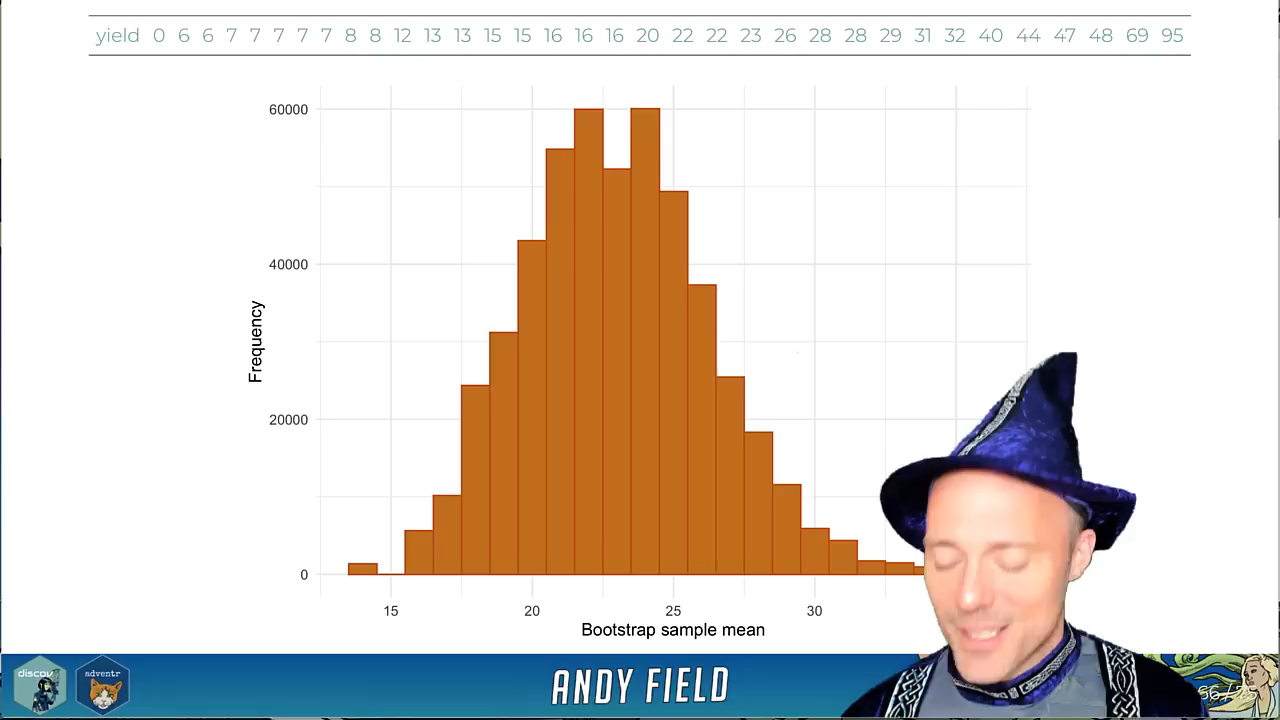 yield 0 6 6 7 7 7 7 7 8 8 12 13 13 15 15 16 16 16 20 22 22 23 26 28 28 29 31 32 40 44 47 48 69 95
60000
40000
20000
0
Frequency
15 20 25 30
Bootstrap sample mean
discovr
adventr
ANDY FIELD